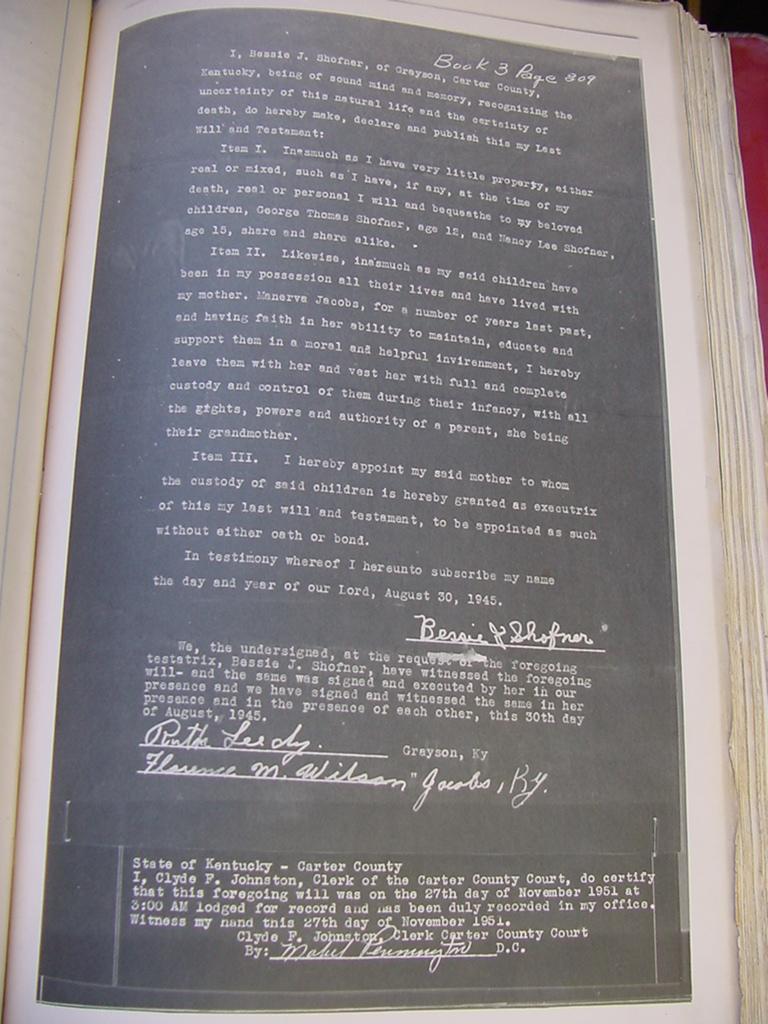 Book 3 Page 309
I, Bessie J. Shofner, of Grayson, Carter County,
Kentucky, being of sound mind and memory, recognizing the
uncertainty of this natural life and the certainty of
death, do hereby make, declare and publish this my Last
Will and Testament:
Item I. Inasmuch as I have very little property, either
real or mixed, such as I have, if any, at the time of my
death, real or personal I will and bequeathe to my beloved
children, George Thomas Shofner, age 12, and Nancy Lee Shofner,
age 15, share and share alike.
Item II. Likewise, inasmuch as my said children have
been in my possession all their lives and have lived with
my mother. Manerva Jacobs, for a number of years last past,
and having faith in her ability to maintain, educate and
support them in a moral and helpful invirenment, I hereby
leave them with her and vest her with full and complete
custody and control of them during their infancy, with all
the rights, powers and authority of a parent, she being
their grandmother.
Item III. I hereby appoint my said mother to whom
the custody of said children is hereby granted as executrix
of this my last will and testament, to be appointed as such
without either oath or bond.
In testimony whereof I hereunto subscribe my name
the day and year of our Lord, August 30, 1945.
Bessie J Shofner
We, the undersigned, at the request of the foregoing
testatrix, Bessie J. Shofner, have witnessed the foregoing
will- and the same was signed and executed by her in our
presence and we have signed and witnessed the same in her
presence and in the presence of each other, this 30th day
of August, 1945.
Ruth Leedy. Grayson, Ky
Florence M. Wilson " Jacobs, Ky.
State of Kentucky - Carter County
I, Clyde F. Johnston, Clerk of the Carter County Court, do certify
that this foregoing will was on the 27th day of November 1951 at
3:00 AM lodged for record and has been duly recorded in my office.
Witness my hand this 27th day of November 1951.
Clyde F. Johnston, Clerk Carter County Court
By: Mabel Pennington D.C.